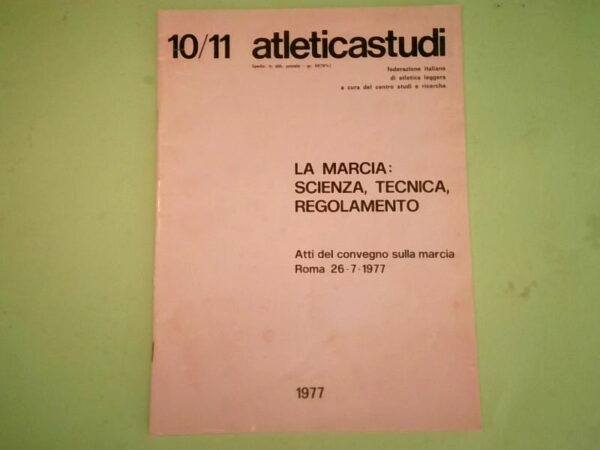 10/11 atleticastudi
federazione italiana
di atletica leggera
a cura del centro studi e ricerche
LA MARCIA:
SCIENZA, TECNICA,
REGOLAMENTO
Atti del convegno sulla marcia
Roma 26-7-1977
1977